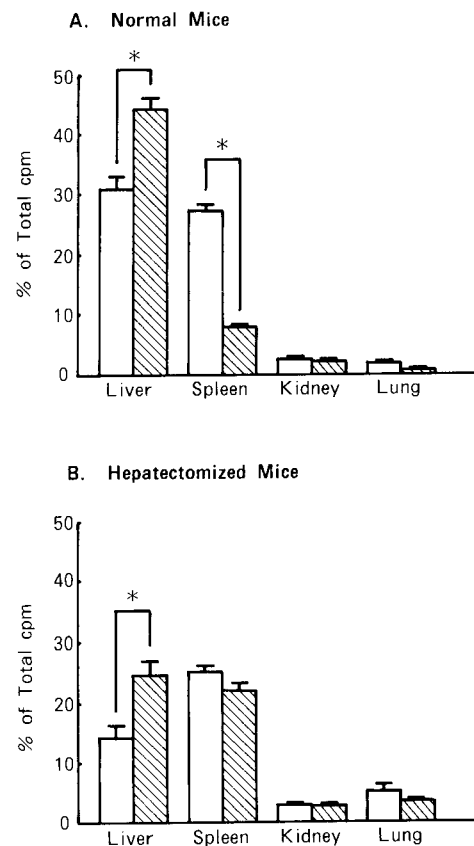 A. Normal Mice
% of Total cpm
50
40
30
20
10
0
*
*
Liver Spleen Kidney Lung
B. Hepatectomized Mice
% of Total cpm
50
40
30
20
10
0
*
Liver Spleen Kidney Lung